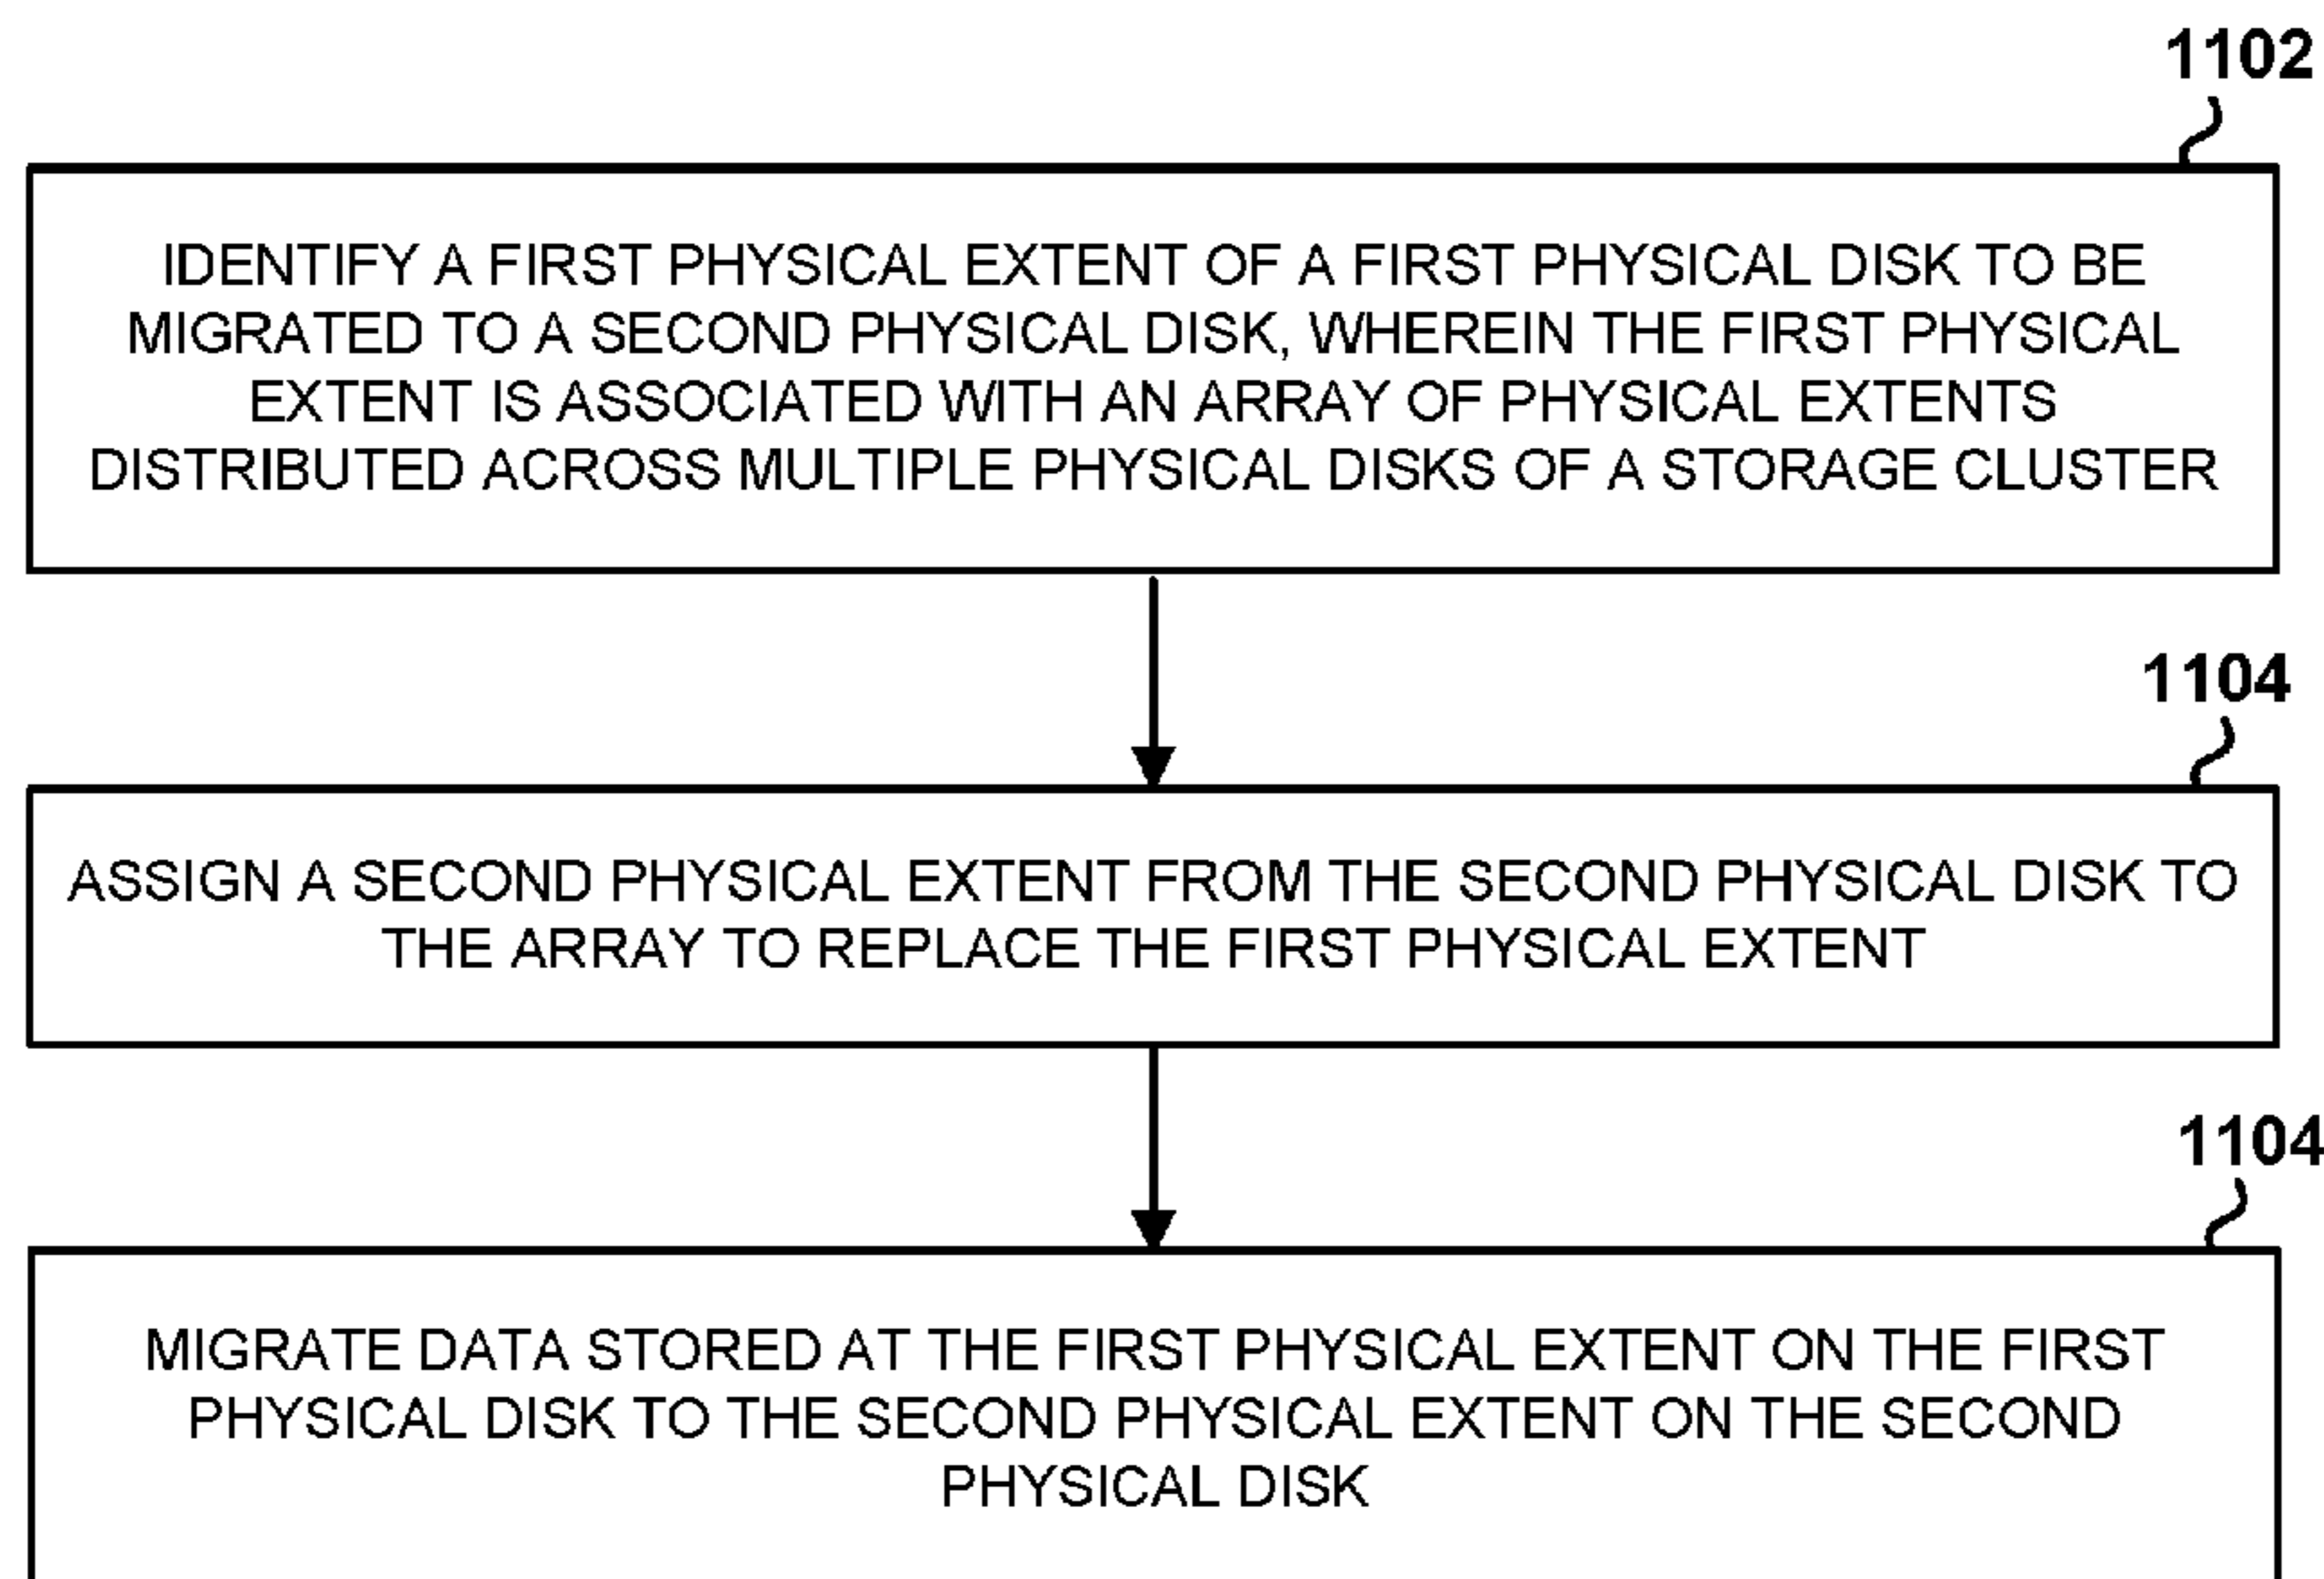 1102
IDENTIFY A FIRST PHYSICAL EXTENT OF A FIRST PHYSICAL DISK TO BE
MIGRATED TO A SECOND PHYSICAL DISK, WHEREIN THE FIRST PHYSICAL
EXTENT IS ASSOCIATED WITH AN ARRAY OF PHYSICAL EXTENTS
DISTRIBUTED ACROSS MULTIPLE PHYSICAL DISKS OF A STORAGE CLUSTER
1104
ASSIGN A SECOND PHYSICAL EXTENT FROM THE SECOND PHYSICAL DISK TO
THE ARRAY TO REPLACE THE FIRST PHYSICAL EXTENT
1104
MIGRATE DATA STORED AT THE FIRST PHYSICAL EXTENT ON THE FIRST
PHYSICAL DISK TO THE SECOND PHYSICAL EXTENT ON THE SECOND
PHYSICAL DISK